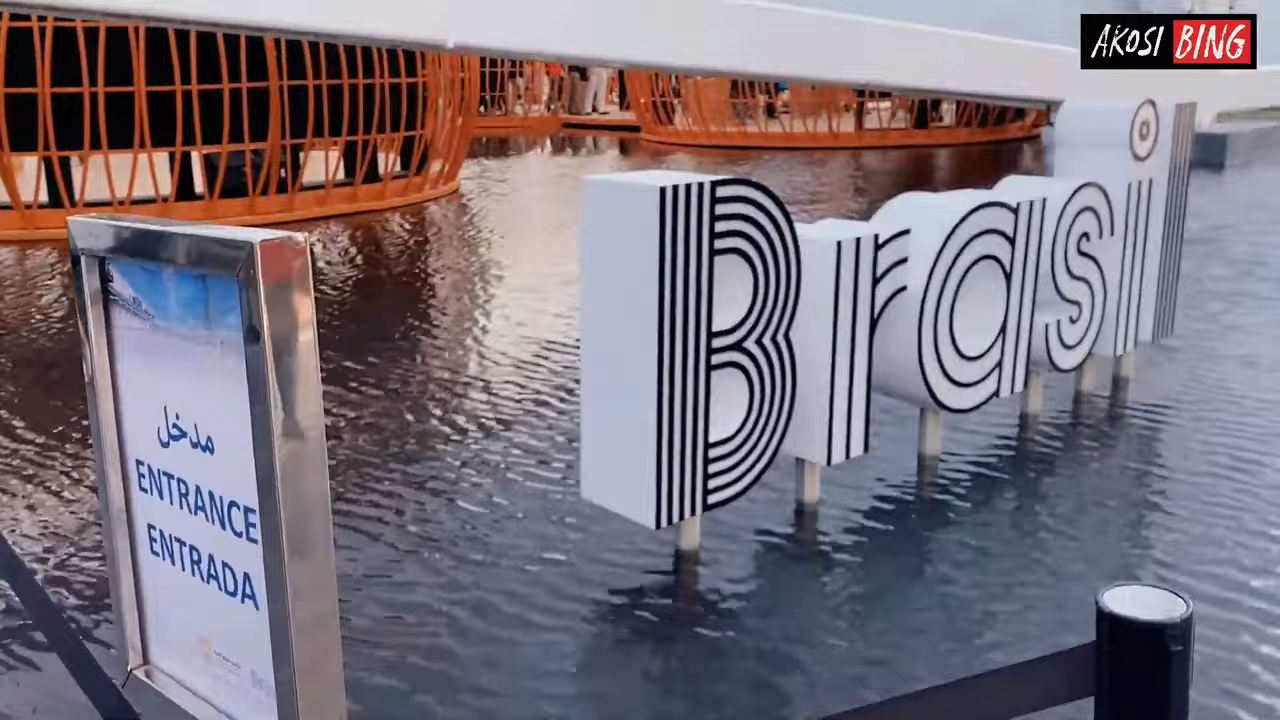 AKOSI BING
Brasil
مدخل
ENTRANCE
ENTRADA